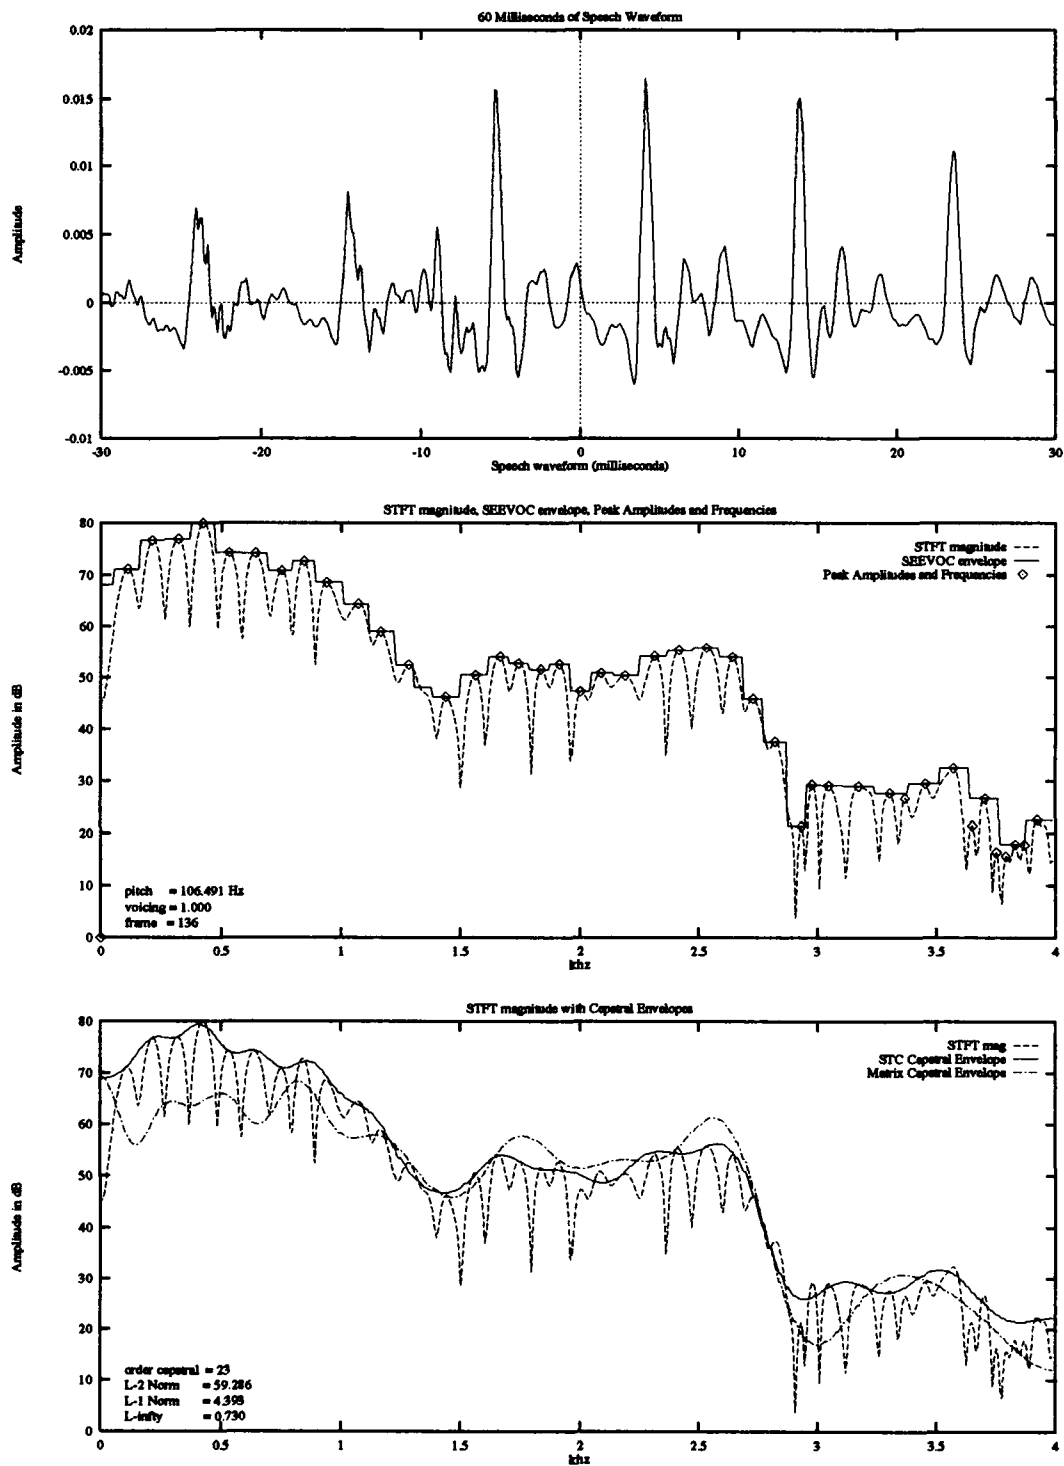 60 Milliseconds of Speech Waveform
0.02
0.015
0.01
0.005
0
-0.005
-0.01
Amplitude
-30
-20
-10
0
10
20
30
Speech waveform (milliseconds)
STFT magnitude, SEEVOC envelope, Peak Amplitudes and Frequencies
80
70
60
50
40
30
20
10
0
Amplitude in dB
STFT magnitude
SEEVOC envelope
Peak Amplitudes and Frequencies
pitch = 106.491 Hz
voicing = 1.000
frame = 136
0
0.5
1
1.5
2
2.5
3
3.5
4
khz
STFT magnitude with Cepstral Envelopes
80
70
60
50
40
30
20
10
0
Amplitude in dB
STFT mag
STC Cepstral Envelope
Matrix Cepstral Envelope
order cepstral = 23
L-2 Norm = 59.286
L-1 Norm = 4.393
L-infty = 0.730
0
0.5
1
1.5
2
2.5
3
3.5
4
khz